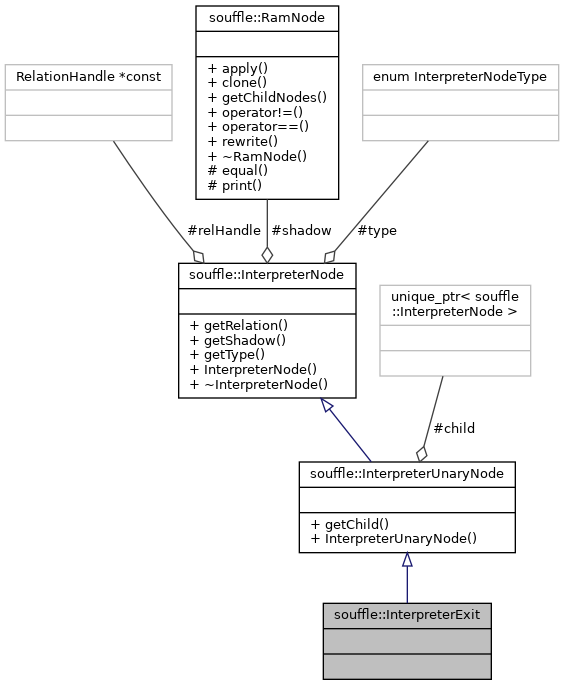 souffle::RamNode
+ apply()
+ clone()
+ getChildNodes()
+ operator!=()
+ operator==()
+ rewrite()
+ ~RamNode()
# equal()
# print()
RelationHandle *const
enum InterpreterNodeType
#relHandle
#shadow
#type
souffle::InterpreterNode
+ getRelation()
+ getShadow()
+ getType()
+ InterpreterNode()
+ ~InterpreterNode()
unique_ptr< souffle
::InterpreterNode >
#child
souffle::InterpreterUnaryNode
+ getChild()
+ InterpreterUnaryNode()
souffle::InterpreterExit